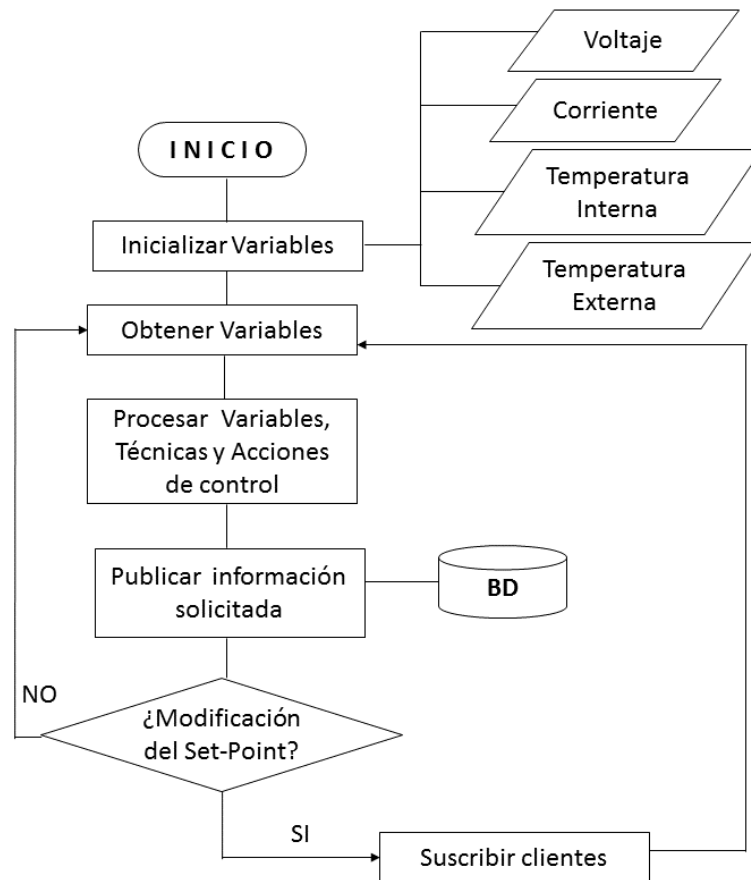 Voltaje
Corriente
INICIO
Temperatura
Interna
Inicializar Variables
Temperatura
Externa
Obtener Variables
Procesar Variables,
Técnicas y Acciones
de control
Publicar información
solicitada
BD
NO
¿Modificación
del Set-Point?
SI
Suscribir clientes